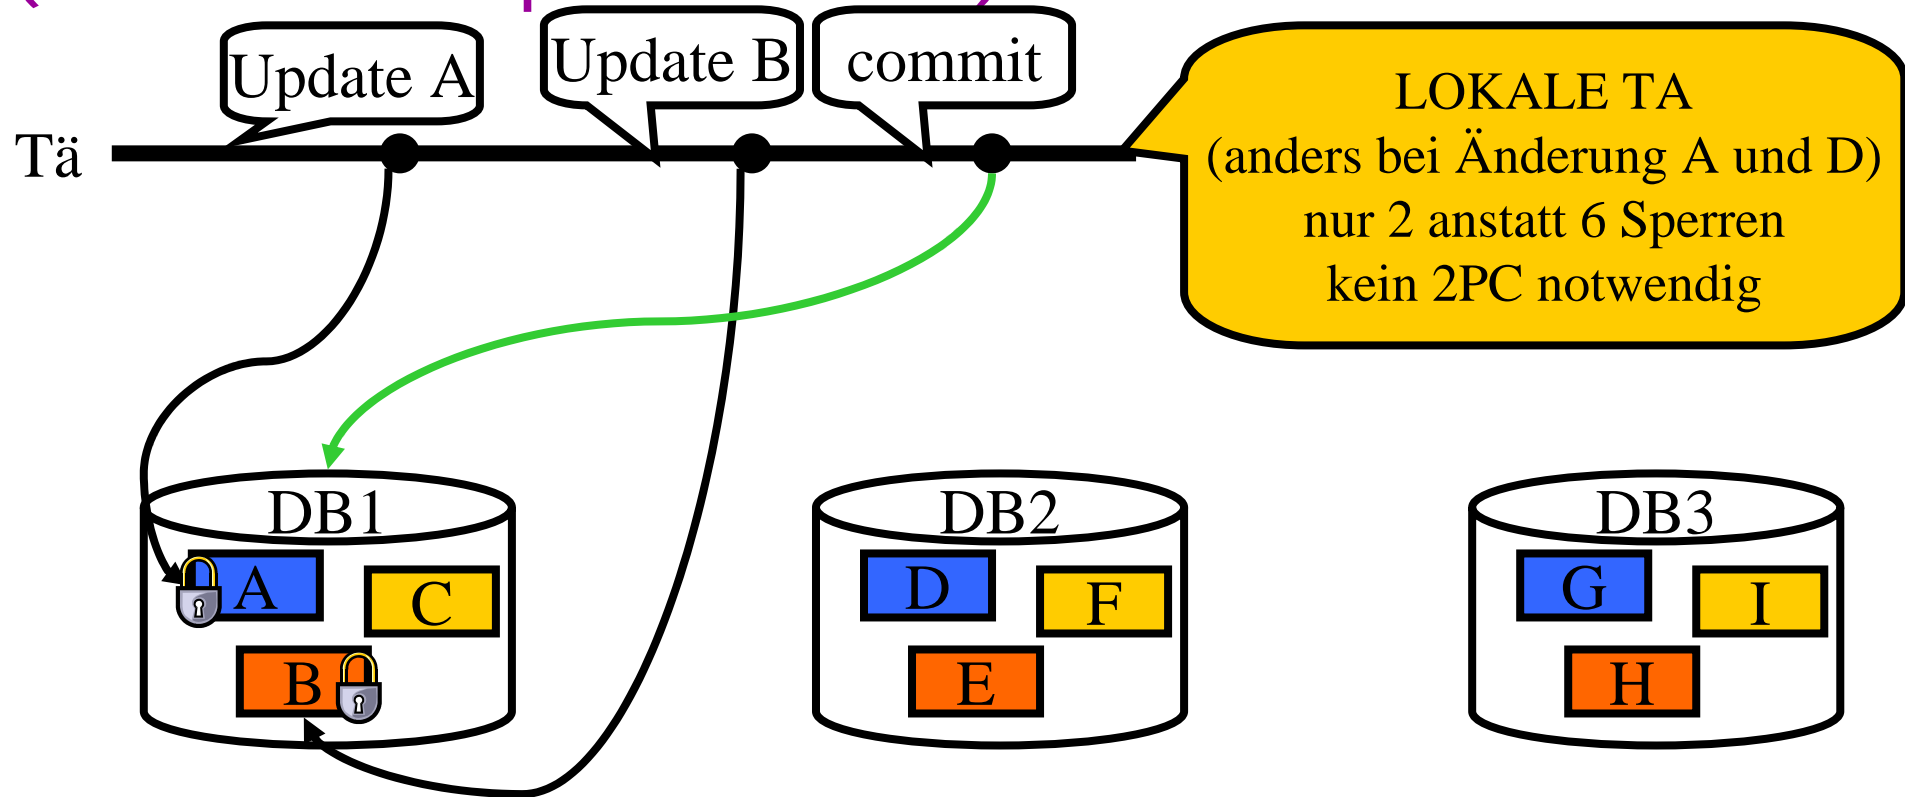 Update A
Update B
commit
LOKALE TA
(anders bei Änderung A und D)
nur 2 anstatt 6 Sperren
kein 2PC notwendig
Tä
DB1
A
C
B
DB2
D
F
E
DB3
G
I
H